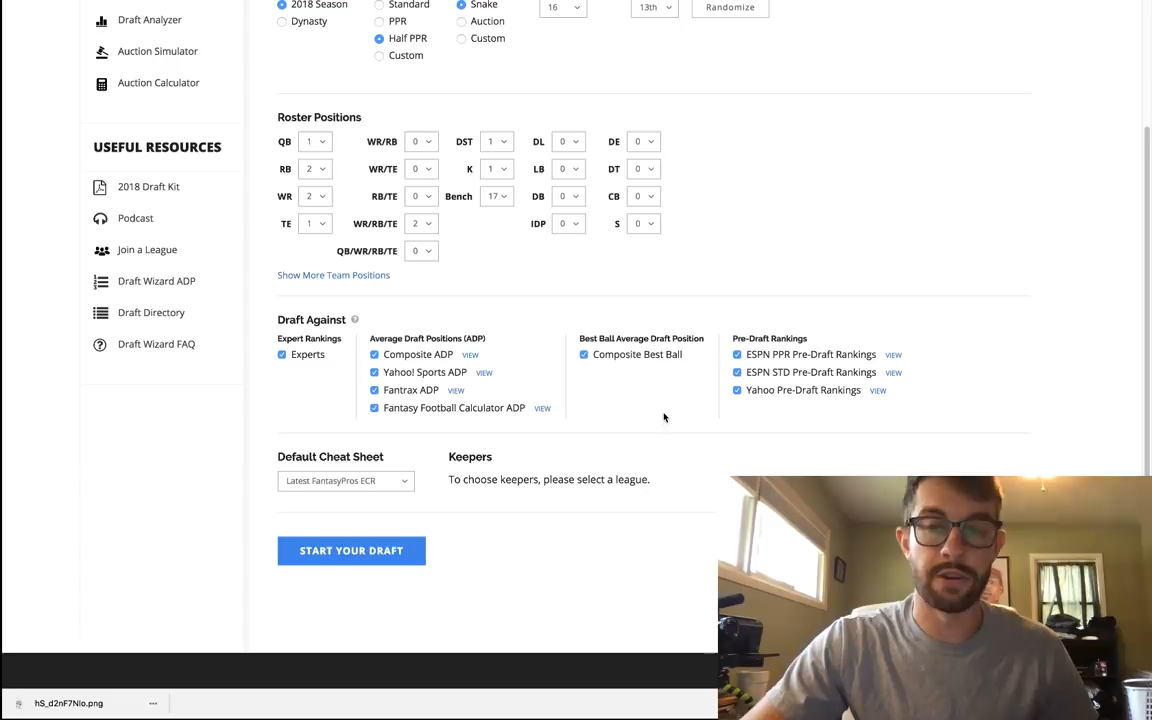 2018 Season
Standard
Snake
16
13th
Randomize
Draft Analyzer
Dynasty
PPR
Auction
Half PPR
Custom
Auction Simulator
Custom
Auction Calculator
Roster Positions
QB 1 WR/RB 0 DST 1 DL 0 DE 0
RB 2 WR/TE 0 K 1 LB 0 DT 0
WR 2 RB/TE 0 Bench 17 DB 0 CB 0
TE 1 WR/RB/TE 2 IDP 0 S 0
QB/WR/RB/TE 0
Show More Team Positions
USEFUL RESOURCES
2018 Draft Kit
Podcast
Join a League
Draft Wizard ADP
Draft Directory
Draft Wizard FAQ
Draft Against ?
Expert Rankings
Experts
Average Draft Positions (ADP)
Composite ADP VIEW
Yahoo! Sports ADP VIEW
Fantrax ADP VIEW
Fantasy Football Calculator ADP VIEW
Best Ball Average Draft Position
Composite Best Ball
Pre-Draft Rankings
ESPN PPR Pre-Draft Rankings VIEW
ESPN STD Pre-Draft Rankings VIEW
Yahoo Pre-Draft Rankings VIEW
Default Cheat Sheet
Latest FantasyPros ECR
Keepers
To choose keepers, please select a league.
START YOUR DRAFT
hS_d2nF7NIo.png